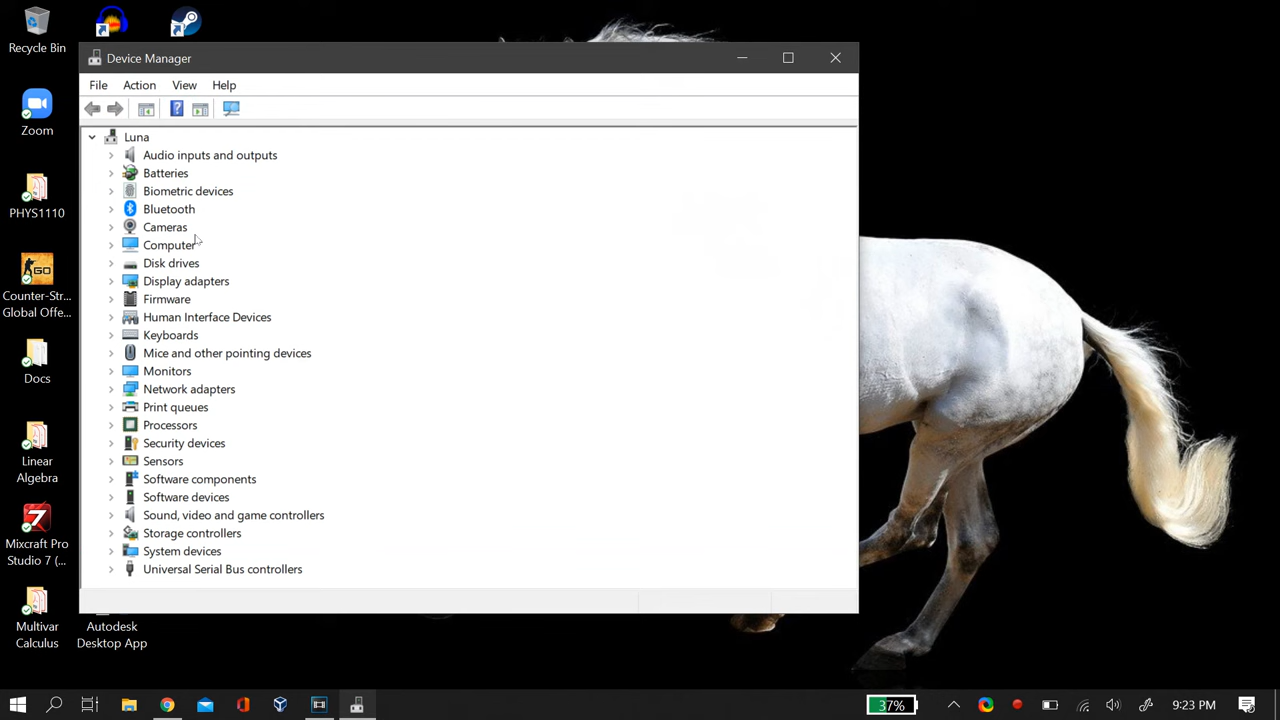 Recycle Bin
Zoom
PHYS1110
GO
Counter-Str...
Global Offe...
Docs
Linear
Algebra
Mixcraft Pro
Studio 7 (...
Multivar
Calculus
Autodesk
Desktop App
Device Manager
File Action View Help
Luna
Audio inputs and outputs
Batteries
Biometric devices
Bluetooth
Cameras
Computer
Disk drives
Display adapters
Firmware
Human Interface Devices
Keyboards
Mice and other pointing devices
Monitors
Network adapters
Print queues
Processors
Security devices
Sensors
Software components
Software devices
Sound, video and game controllers
Storage controllers
System devices
Universal Serial Bus controllers
37%
9:23 PM